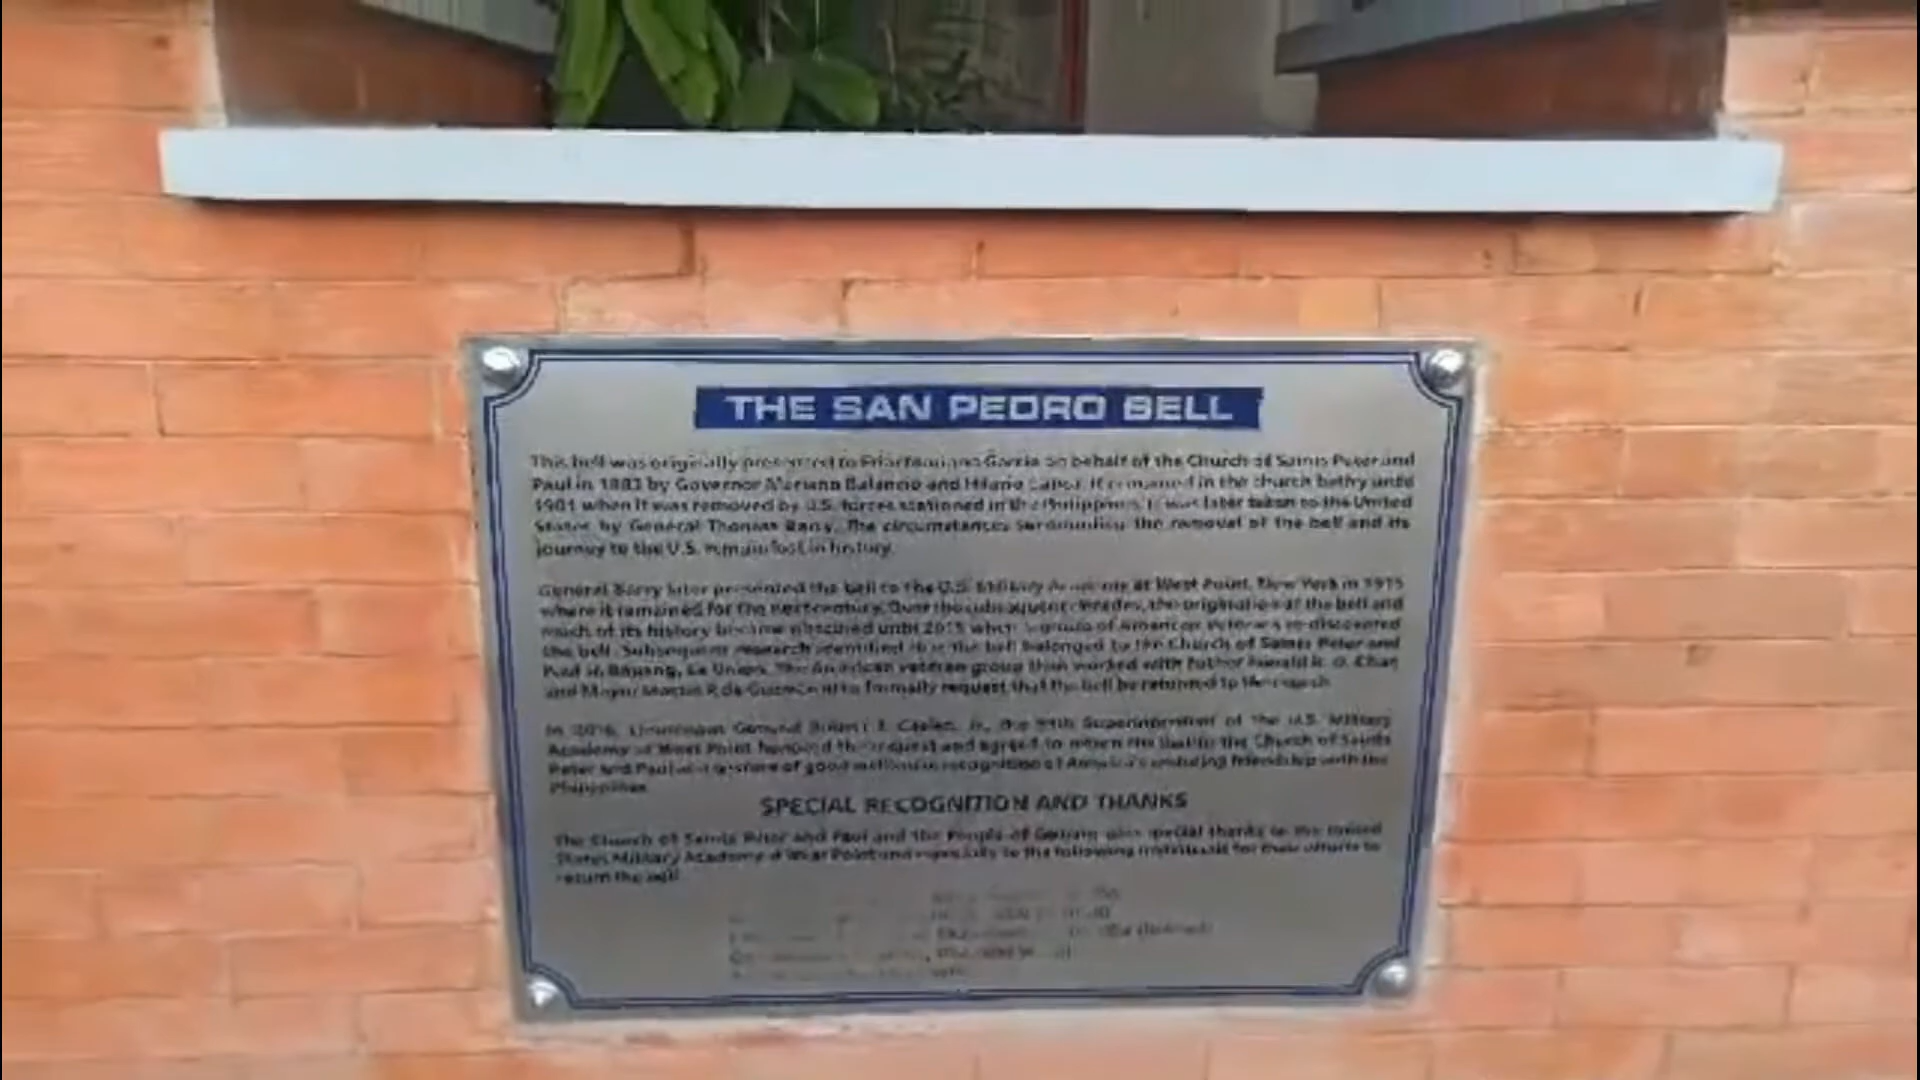 THE SAN PEDRO BELL
This bell was originally presented to Friar Garcia on behalf of the Church of Saints Peter and
Paul in 1883 by Governor Mariano Balancio and Hilario It remained in the church belfry until
1901 when it was removed by U.S. forces stationed in the Philippines. It was later taken to the United
States by General Thomas Barry. The circumstances surrounding the removal of the bell and its
journey to the U.S. remain lost in history.
General Barry later presented the bell to the U.S. Military Academy at West Point, New York in 1915
where it remained for the next century. Over the subsequent decades, the origination of the bell and
much of its history became obscured until 2015 when a group of American veterans re-discovered
the bell. Subsequent research identified that the bell belonged to the Church of Saints Peter and
Paul in Bauang, La Union. The American veteran group then worked with Father Ronald R. O. Chan
and Mayor Martin P. de Guzman to formally request that the bell be returned to the church.
In 2016, Lieutenant General Robert L. Caslen, Jr., the 59th Superintendent of the U.S. Military
Academy at West Point honored the request and agreed to return the bell to the Church of Saints
Peter and Paul as a gesture of good will and in recognition of America's enduring friendship with the
Philippines.
SPECIAL RECOGNITION AND THANKS
The Church of Saints Peter and Paul and the People of Bauang give special thanks to the United
States Military Academy at West Point and especially to the following individuals for their efforts to
return the bell: